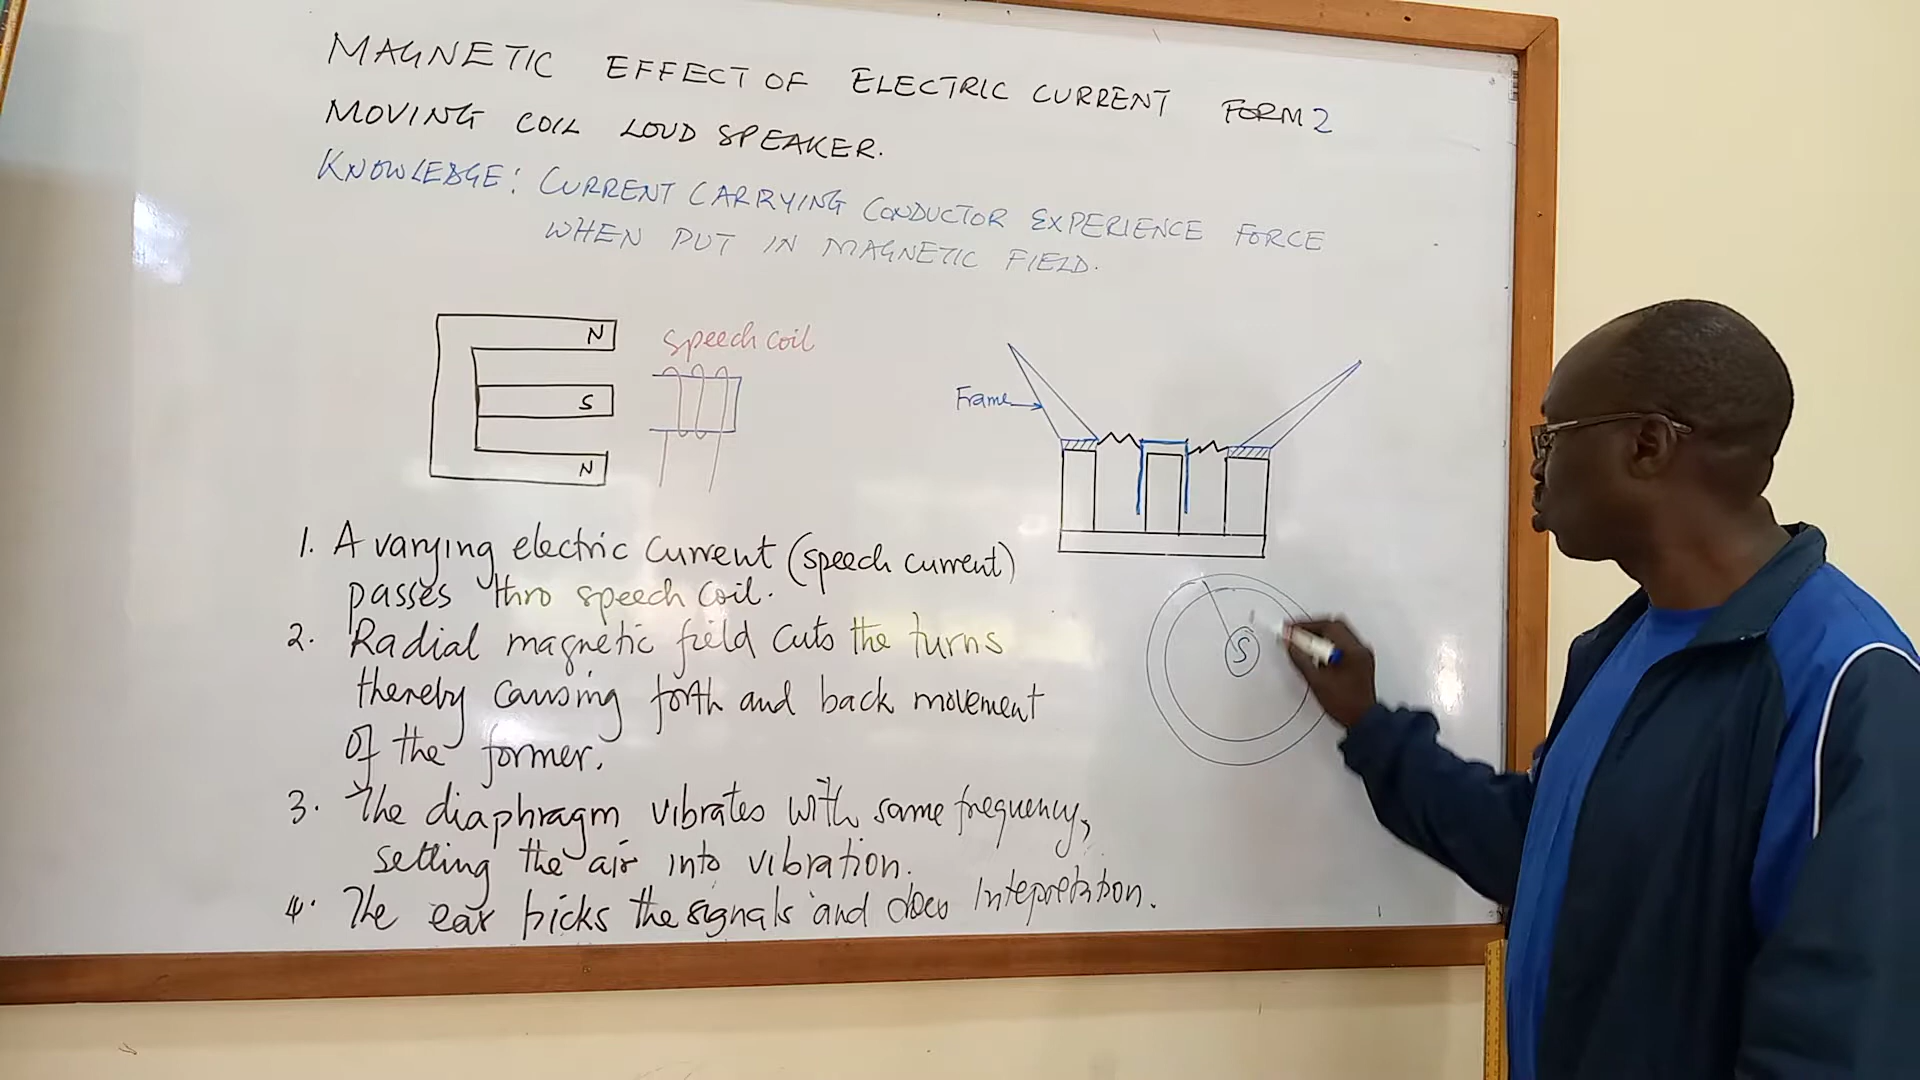 MAGNETIC EFFECT OF ELECTRIC CURRENT FORM 2
MOVING COIL LOUD SPEAKER.
KNOWLEDGE: CURRENT CARRYING CONDUCTOR EXPERIENCE FORCE
WHEN PUT IN MAGNETIC FIELD.
N
S
N
speech coil
Frame
S
1. A varying electric current (speech current)
passes thro speech coil.
2. Radial magnetic field cuts the turns
thereby causing forth and back movement
of the former.
3. The diaphragm vibrates with same frequency,
setting the air into vibration.
4. The ear picks the signals and does Intepretation.